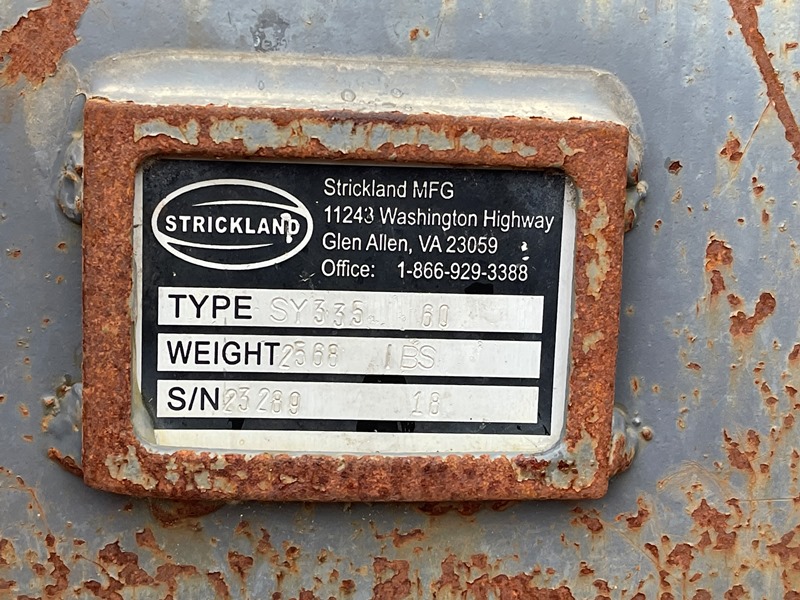 STRICKLAND
Strickland MFG
11243 Washington Highway
Glen Allen, VA 23059
Office: 1-866-929-3388
TYPE SY335 60
WEIGHT 2568 LBS
S/N 23289 18